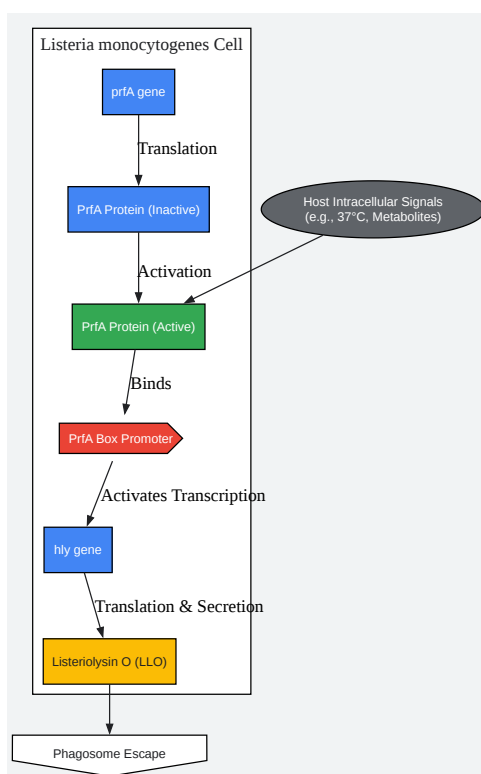 Listeria monocytogenes Cell
prfA gene
Translation
PrfA Protein (Inactive)
Host Intracellular Signals
(e.g., 37°C, Metabolites)
Activation
PrfA Protein (Active)
Binds
PrfA Box Promoter
Activates Transcription
hly gene
Translation & Secretion
Listeriolysin O (LLO)
Phagosome Escape